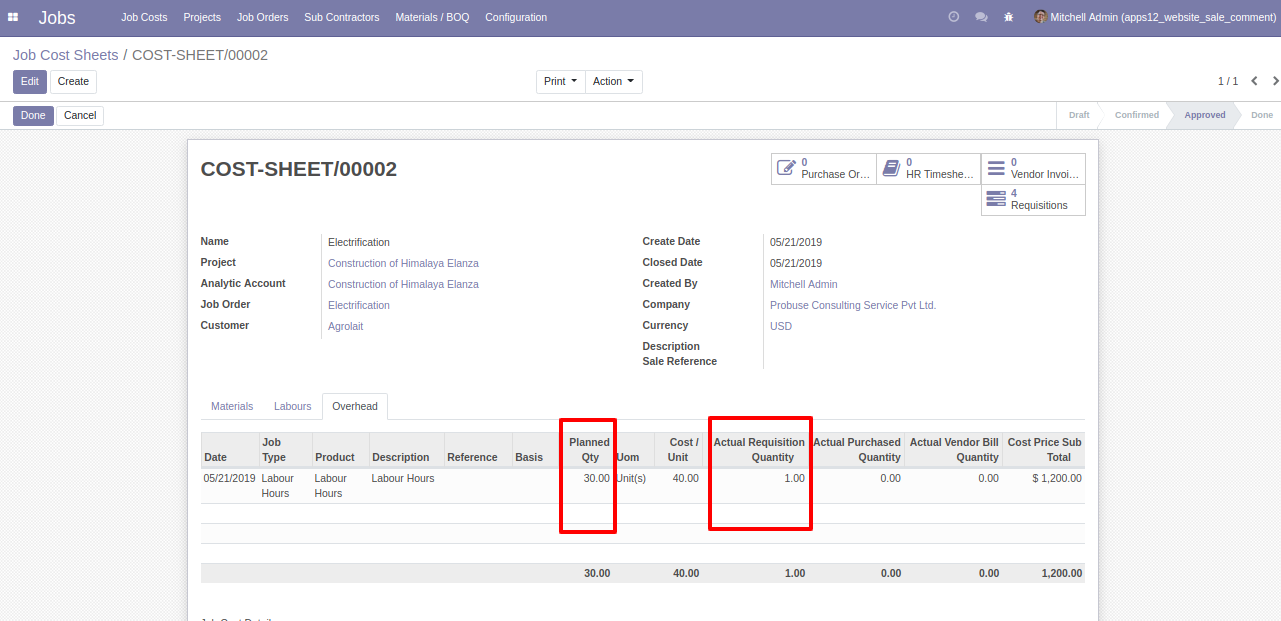 Jobs Job Costs Projects Job Orders Sub Contractors Materials / BOQ Configuration Mitchell Admin (apps12_website_sale_comment)
Job Cost Sheets / COST-SHEET/00002
Edit Create Print Action 1 / 1
Done Cancel Draft Confirmed Approved Done
COST-SHEET/00002
0
Purchase Or...
0
HR Timeshe...
0
Vendor Invoi...
4
Requisitions
Name Electrification
Project Construction of Himalaya Elanza
Analytic Account Construction of Himalaya Elanza
Job Order Electrification
Customer Agrolait
Create Date 05/21/2019
Closed Date 05/21/2019
Created By Mitchell Admin
Company Probuse Consulting Service Pvt Ltd.
Currency USD
Description
Sale Reference
Materials Labours Overhead
Job Planned Cost / Actual Requisition Actual Purchased Actual Vendor Bill Cost Price Sub
Date Type Product Description Reference Basis Qty Uom Unit Quantity Quantity Quantity Total
05/21/2019 Labour Labour Labour Hours 30.00 Unit(s) 40.00 1.00 0.00 0.00 $ 1,200.00
Hours Hours
30.00 40.00 1.00 0.00 0.00 1,200.00